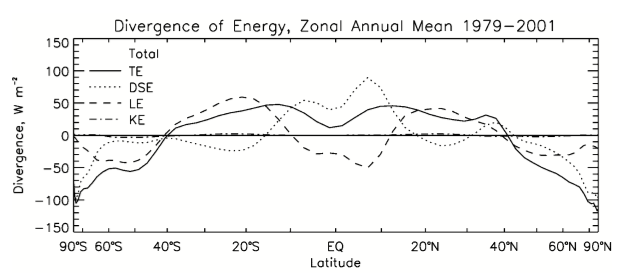 Divergence of Energy, Zonal Annual Mean 1979−2001
Divergence, W m⁻²
150
100
50
0
−50
−100
−150
Total
TE
DSE
LE
KE
90°S 60°S 40°S 20°S EQ 20°N 40°N 60°N 90°N
Latitude